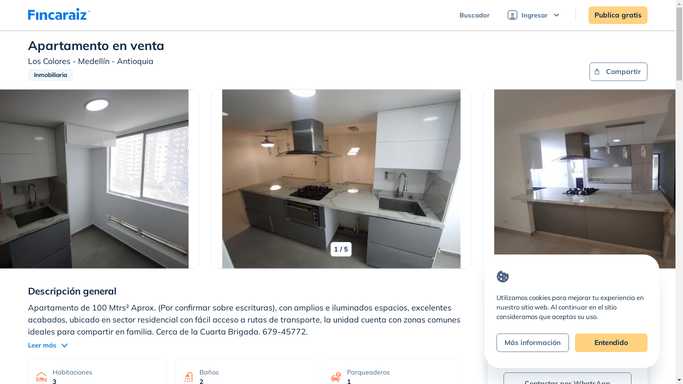 Fincaraiz
Buscador
Ingresar
Publica gratis
Apartamento en venta
Los Colores - Medellín - Antioquia
Inmobiliaria
Compartir
1 / 5
Descripción general
Apartamento de 100 Mtrs² Aprox. (Por confirmar sobre escrituras), con amplios e iluminados espacios, excelentes
acabados, ubicado en sector residencial con fácil acceso a rutas de transporte, la unidad cuenta con zonas comunes
ideales para compartir en familia. Cerca de la Cuarta Brigada. 679-45772.
Leer más
Habitaciones
3
Baños
2
Parqueaderos
1
Utilizamos cookies para mejorar tu experiencia en
nuestro sitio web. Al continuar en el sitio
consideramos que aceptas su uso.
Más información
Entendido
Contactar por WhatsApp